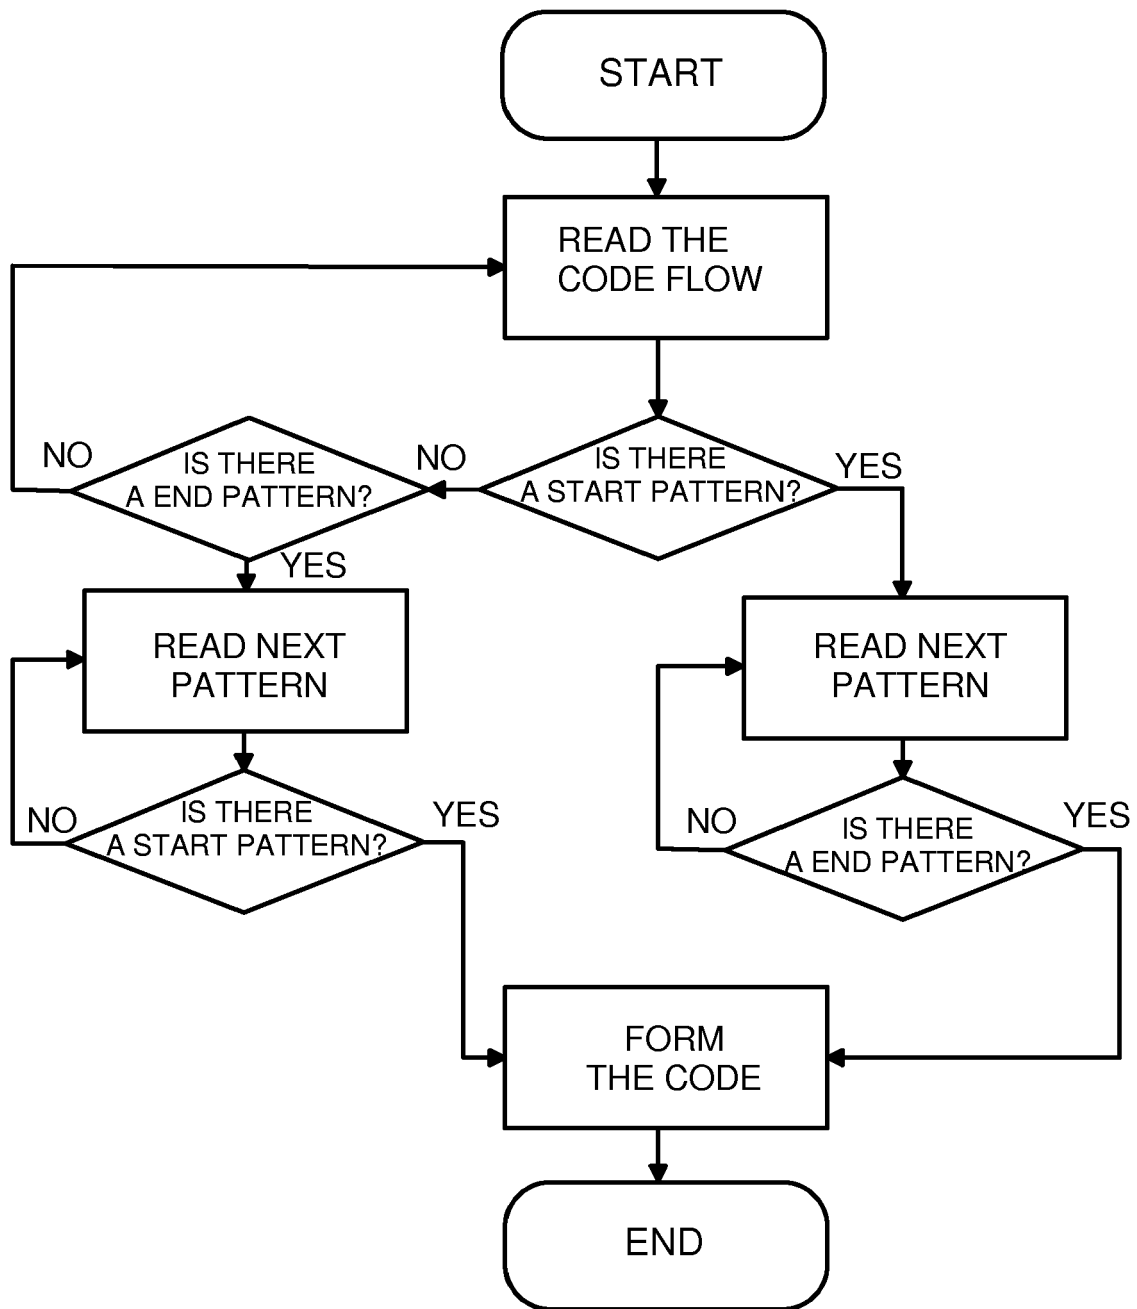 START
READ THE
CODE FLOW
NO
IS THERE
A END PATTERN?
NO
IS THERE
A START PATTERN?
YES
YES
READ NEXT
PATTERN
READ NEXT
PATTERN
NO
IS THERE
A START PATTERN?
YES
NO
IS THERE
A END PATTERN?
YES
FORM
THE CODE
END